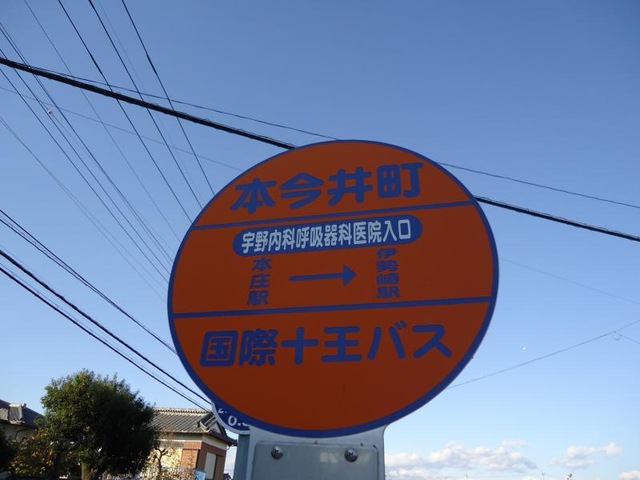 本今井町
宇野内科呼吸器科医院入口
本庄駅 → 伊勢崎駅
国際十王バス